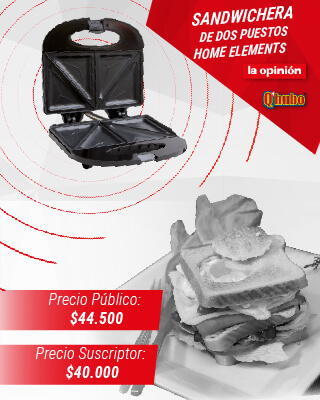 SANDWICHERA
DE DOS PUESTOS
HOME ELEMENTS
la opinión
Q'hubo
Precio Público:
$44.500
Precio Suscriptor:
$40.000